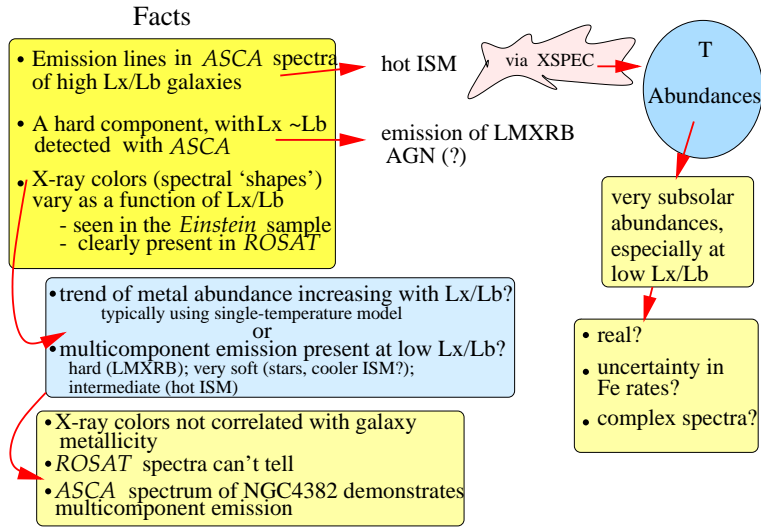 Facts
• Emission lines in ASCA spectra
of high Lx/Lb galaxies
• A hard component, with Lx ~Lb
detected with ASCA
• X-ray colors (spectral ‘shapes’)
vary as a function of Lx/Lb
- seen in the Einstein sample
- clearly present in ROSAT
hot ISM
via XSPEC
T
Abundances
emission of LMXRB
AGN (?)
very subsolar
abundances,
especially at
low Lx/Lb
• real?
• uncertainty in
Fe rates?
• complex spectra?
• trend of metal abundance increasing with Lx/Lb?
typically using single-temperature model
or
• multicomponent emission present at low Lx/Lb?
hard (LMXRB); very soft (stars, cooler ISM?);
intermediate (hot ISM)
• X-ray colors not correlated with galaxy
metallicity
• ROSAT spectra can't tell
• ASCA spectrum of NGC4382 demonstrates
multicomponent emission